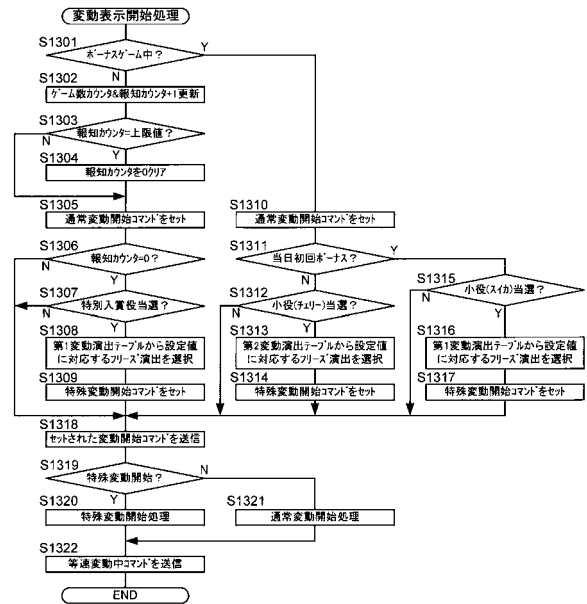 変動表示開始処理
S1301
ボーナスゲーム中?
Y
N
S1302
ゲーム数カウンタ&報知カウンタ+1更新
S1303
報知カウンタ=上限値?
N
Y
S1304
報知カウンタを0クリア
S1305
通常変動開始コマンドをセット
S1310
通常変動開始コマンドをセット
S1306
報知カウンタ=0?
N
Y
S1311
当日初回ボーナス?
Y
N
S1307
特別入賞役当選?
N
Y
S1312
小役(チェリー)当選?
N
Y
S1315
小役(スイカ)当選?
N
Y
S1308
第1変動演出テーブルから設定値
に対応するフリーズ演出を選択
S1313
第2変動演出テーブルから設定値
に対応するフリーズ演出を選択
S1316
第1変動演出テーブルから設定値
に対応するフリーズ演出を選択
S1309
特殊変動開始コマンドをセット
S1314
特殊変動開始コマンドをセット
S1317
特殊変動開始コマンドをセット
S1318
セットされた変動開始コマンドを送信
S1319
特殊変動開始?
N
Y
S1320
特殊変動開始処理
S1321
通常変動開始処理
S1322
等速変動中コマンドを送信
END